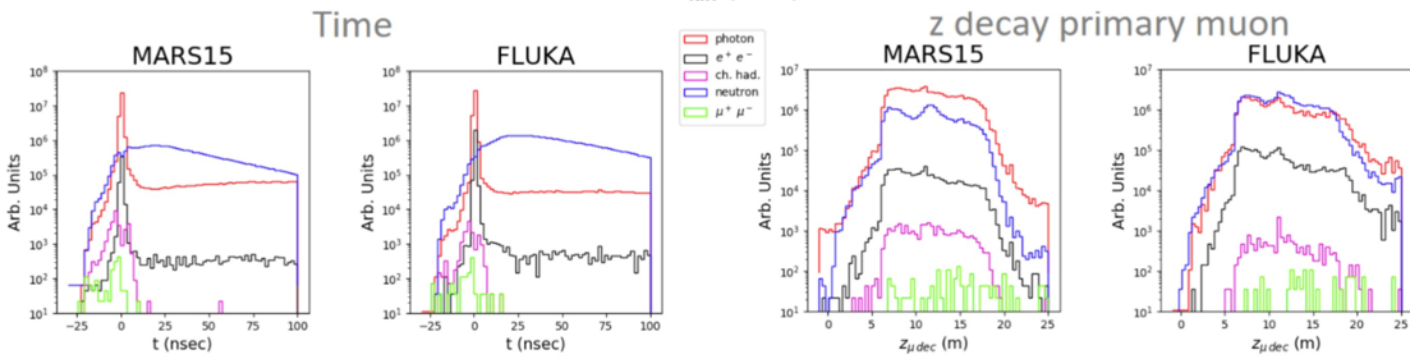 Time
z decay primary muon
MARS15
FLUKA
MARS15
FLUKA
photon
e⁺ e⁻
ch. had.
neutron
μ⁺ μ⁻
Arb. Units
10⁸
10⁷
10⁶
10⁵
10⁴
10³
10²
10¹
−25 0 25 50 75 100
t (nsec)
Arb. Units
10⁸
10⁷
10⁶
10⁵
10⁴
10³
10²
10¹
−25 0 25 50 75 100
t (nsec)
Arb. Units
10⁷
10⁶
10⁵
10⁴
10³
10²
10¹
0 5 10 15 20 25
z_μ dec (m)
Arb. Units
10⁷
10⁶
10⁵
10⁴
10³
10²
10¹
0 5 10 15 20 25
z_μ dec (m)